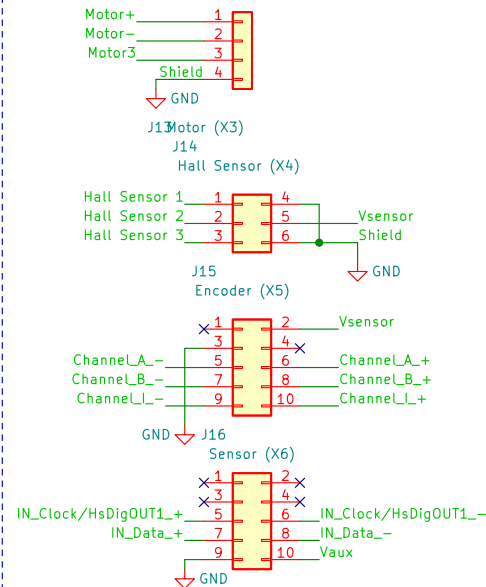 Motor+ 1
Motor- 2
Motor3 3
Shield 4
GND
J13 Motor (X3)
J14
Hall Sensor (X4)
Hall Sensor 1 1 4
Hall Sensor 2 2 5 Vsensor
Hall Sensor 3 3 6 Shield
GND
J15
Encoder (X5)
1 2 Vsensor
3 4
Channel_A_- 5 6 Channel_A_+
Channel_B_- 7 8 Channel_B_+
Channel_I_- 9 10 Channel_I_+
GND J16
Sensor (X6)
1 2
3 4
IN_Clock/HsDigOUT1_+ 5 6 IN_Clock/HsDigOUT1_-
IN_Data_+ 7 8 IN_Data_-
9 10 Vaux
GND